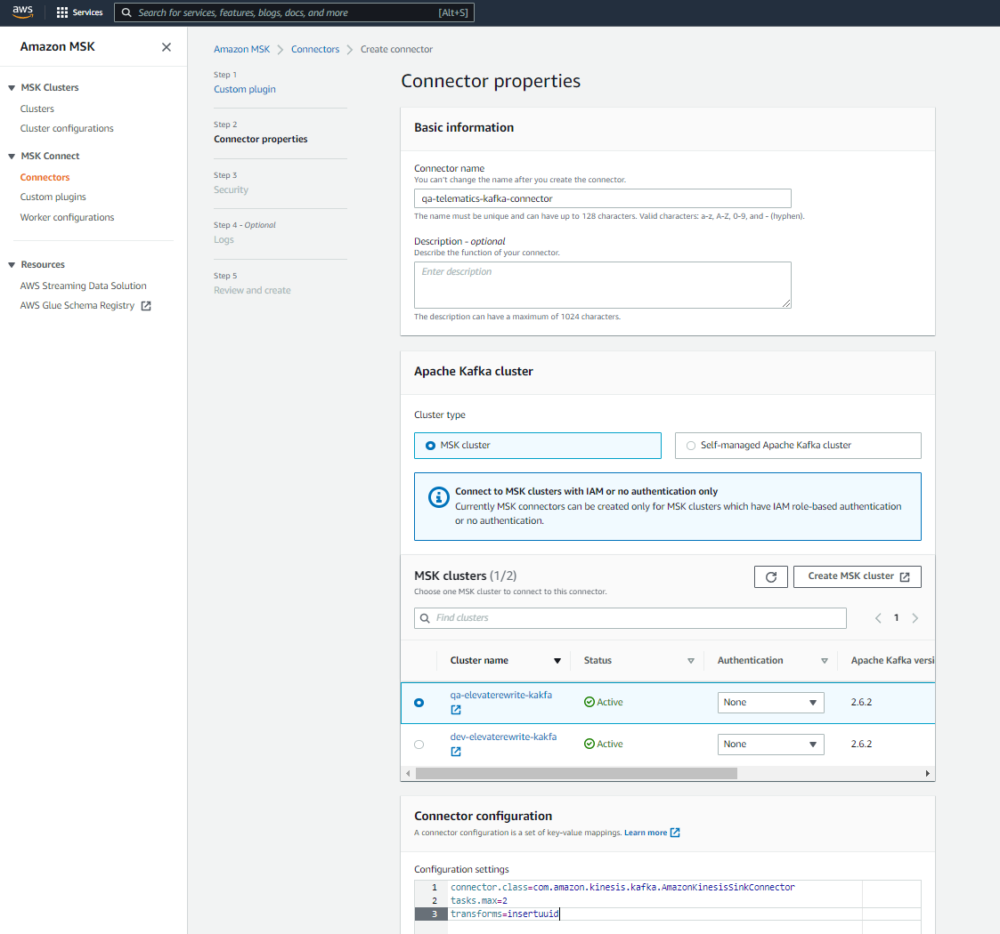 aws
Services
Search for services, features, blogs, docs, and more
[Alt+S]
Amazon MSK
MSK Clusters
Clusters
Cluster configurations
MSK Connect
Connectors
Custom plugins
Worker configurations
Resources
AWS Streaming Data Solution
AWS Glue Schema Registry
Amazon MSK
Connectors
Create connector
Step 1
Custom plugin
Step 2
Connector properties
Step 3
Security
Step 4 - Optional
Logs
Step 5
Review and create
Connector properties
Basic information
Connector name
You can't change the name after you create the connector.
qa-telematics-kafka-connector
The name must be unique and can have up to 128 characters. Valid characters: a-z, A-Z, 0-9, and - (hyphen).
Description - optional
Describe the function of your connector.
Enter description
The description can have a maximum of 1024 characters.
Apache Kafka cluster
Cluster type
MSK cluster
Self-managed Apache Kafka cluster
Connect to MSK clusters with IAM or no authentication only
Currently MSK connectors can be created only for MSK clusters which have IAM role-based authentication
or no authentication.
MSK clusters (1/2)
Choose one MSK cluster to connect to this connector.
Create MSK cluster
Find clusters
1
Cluster name
Status
Authentication
Apache Kafka versi
qa-elevaterewrite-kakfa
Active
None
2.6.2
dev-elevaterewrite-kakfa
Active
None
2.6.2
Connector configuration
A connector configuration is a set of key-value mappings. Learn more
Configuration settings
1 connector.class=com.amazon.kinesis.kafka.AmazonKinesisSinkConnector
2 tasks.max=2
3 transforms=insertuuid